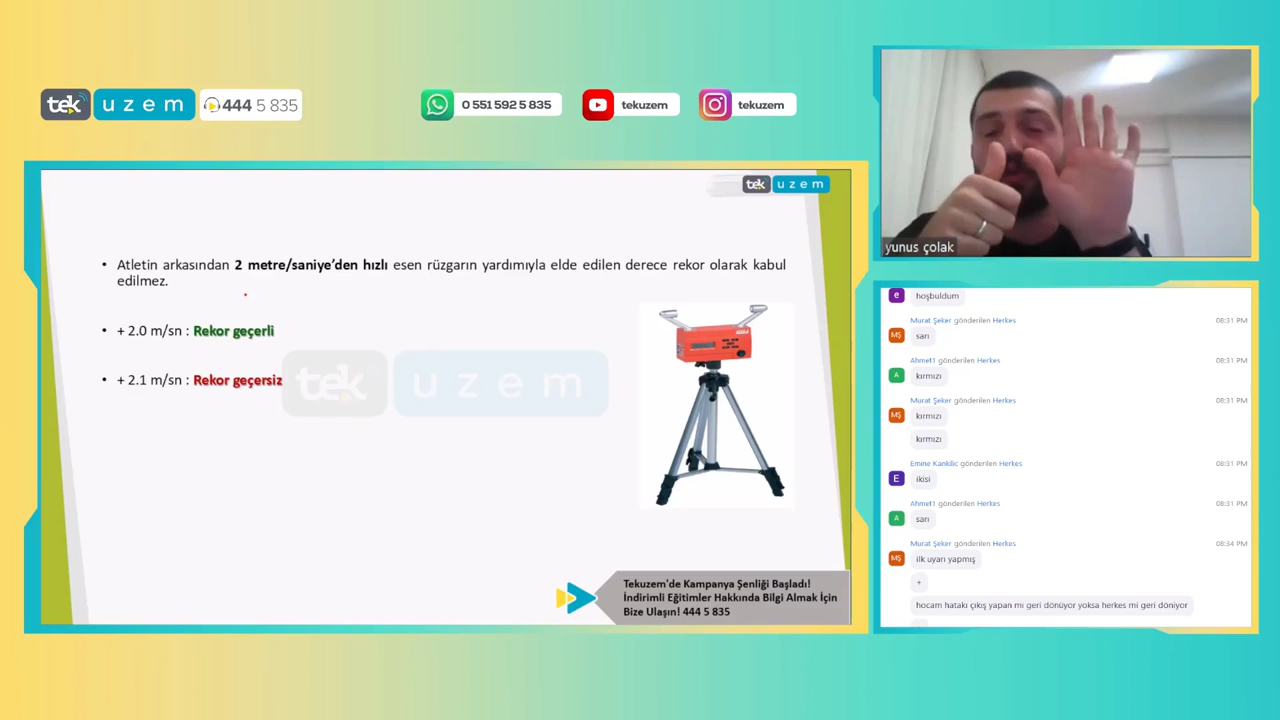 tek uzem 444 5 835
0 551 592 5 835
tekuzem
tekuzem
tek uzem
• Atletin arkasından 2 metre/saniye’den hızlı esen rüzgarın yardımıyla elde edilen derece rekor olarak kabul
edilmez.
• + 2.0 m/sn : Rekor geçerli
• + 2.1 m/sn : Rekor geçersiz
tek uzem
Tekuzem'de Kampanya Şenliği Başladı!
İndirimli Eğitimler Hakkında Bilgi Almak İçin
Bize Ulaşın! 444 5 835
yunus çolak
e hoşbuldum
Murat Şeker gönderilen Herkes 08:31 PM
MŞ sarı
Ahmet1 gönderilen Herkes 08:31 PM
A kırmızı
Murat Şeker gönderilen Herkes 08:31 PM
MŞ kırmızı
kırmızı
Emine Kankilic gönderilen Herkes 08:31 PM
E ikisi
Ahmet1 gönderilen Herkes 08:31 PM
A sarı
Murat Şeker gönderilen Herkes 08:34 PM
MŞ ilk uyarı yapmış
+
hocam hatakı çıkış yapan mı geri dönüyor yoksa herkes mi geri döniyor